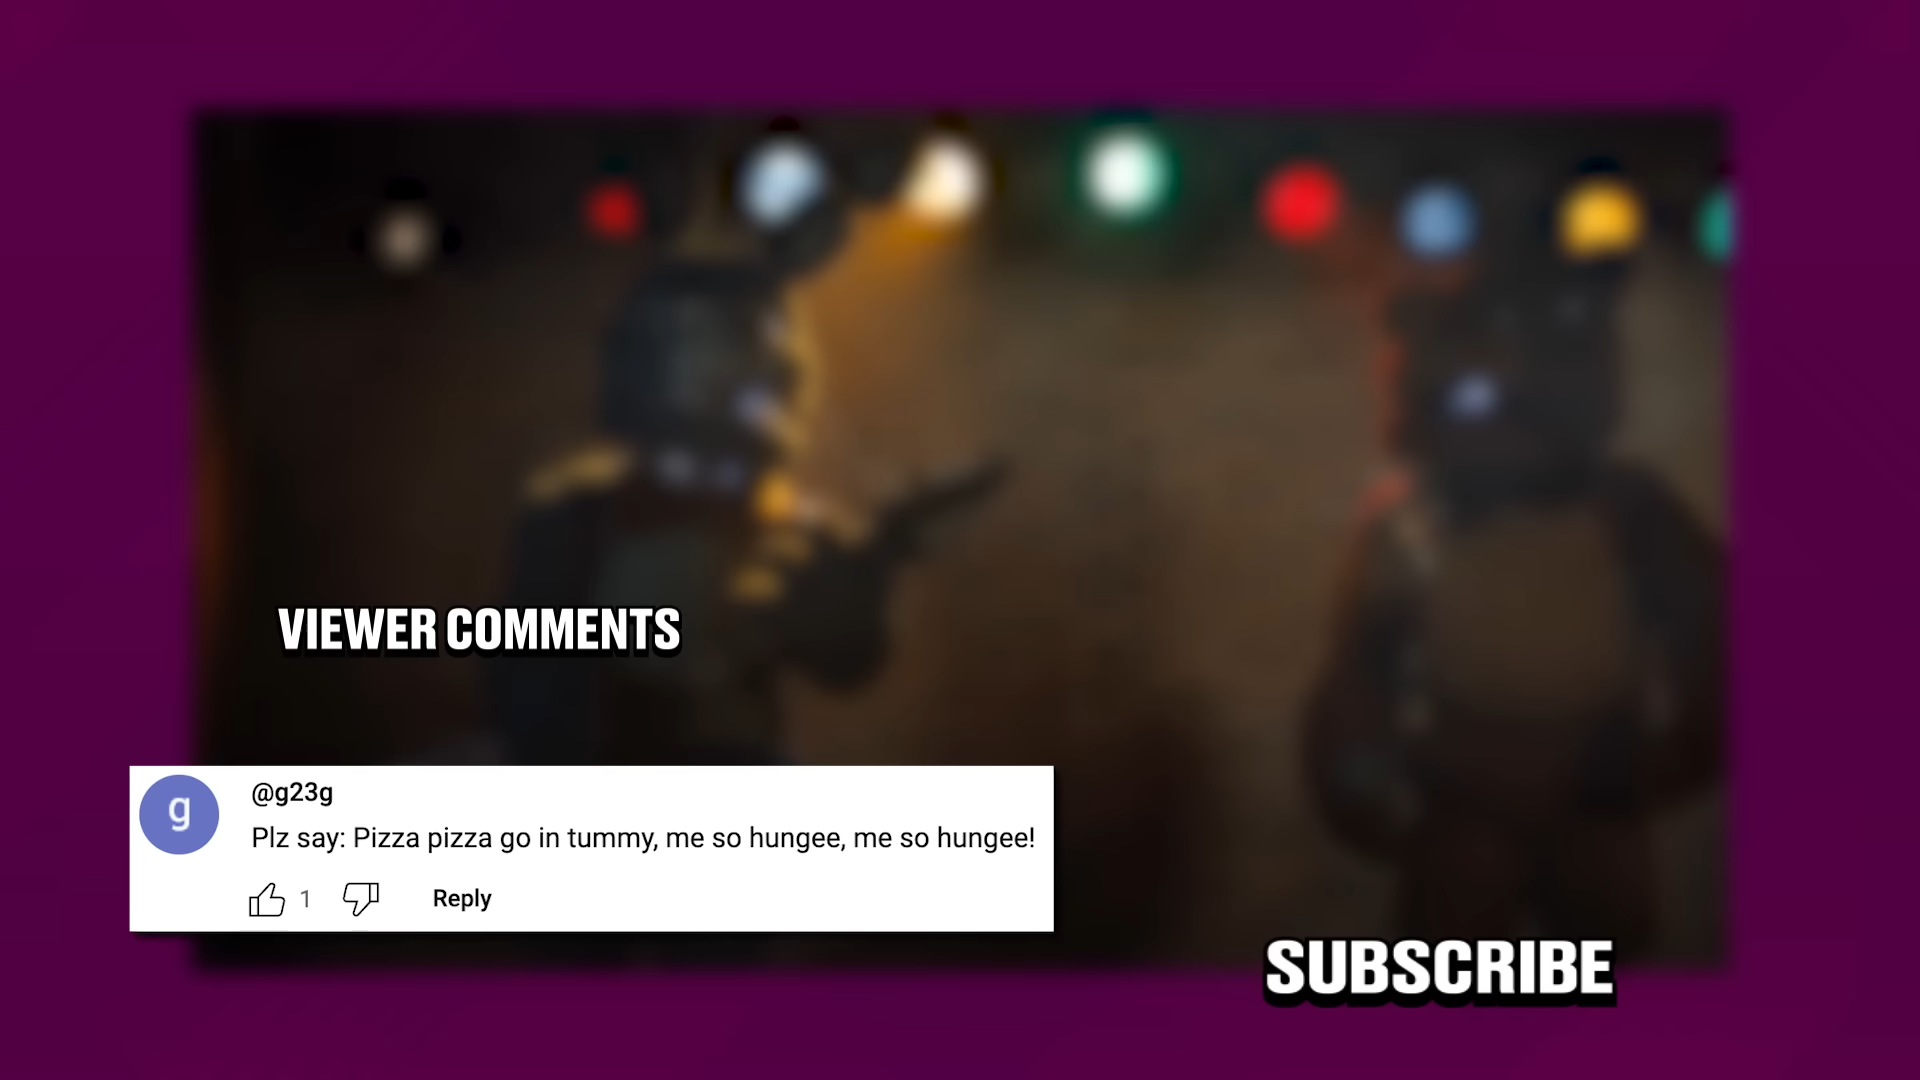 VIEWER COMMENTS
g
@g23g
Plz say: Pizza pizza go in tummy, me so hungee, me so hungee!
1
Reply
SUBSCRIBE